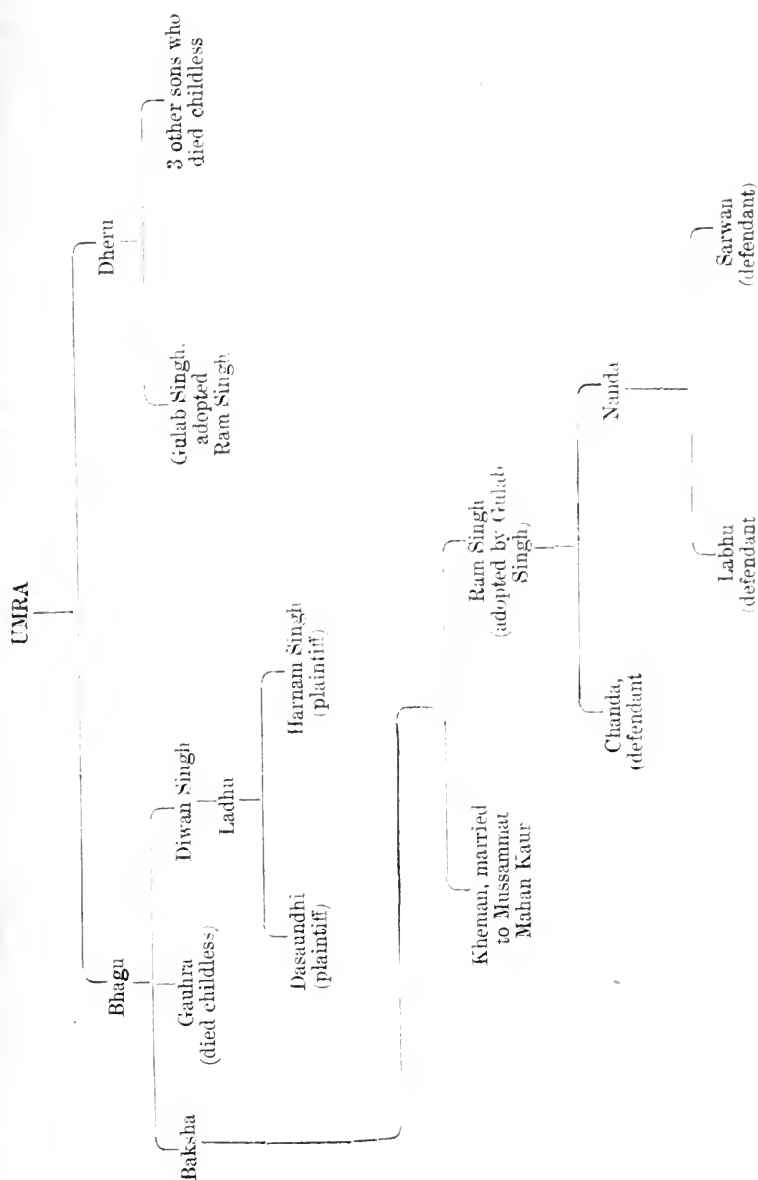 UMRA
Bhagu
Dheru
Baksha
Gauhra
(died childless)
Diwan Singh
Gulab Singh,
adopted
Ram Singh
3 other sons who
died childless
Ladhu
Dasaundhi
(plaintiff)
Harnam Singh
(plaintiff)
Kheman, married
to Mussammat
Mahan Kaur
Ram Singh
(adopted by Gulab
Singh)
Chanda,
(defendant
Nanda
Labhu
(defendant
Sarwan
(defendant)